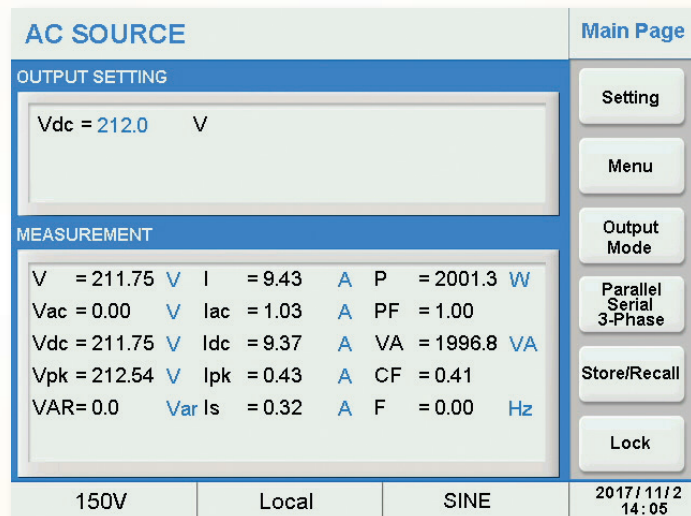 AC SOURCE
Main Page
OUTPUT SETTING
Vdc = 212.0 V
Setting
Menu
Output
Mode
Parallel
Serial
3-Phase
Store/Recall
Lock
MEASUREMENT
V = 211.75 V I = 9.43 A P = 2001.3 W
Vac = 0.00 V Iac = 1.03 A PF = 1.00
Vdc = 211.75 V Idc = 9.37 A VA = 1996.8 VA
Vpk = 212.54 V Ipk = 0.43 A CF = 0.41
VAR= 0.0 Var Is = 0.32 A F = 0.00 Hz
150V Local SINE
2017/11/2
14:05